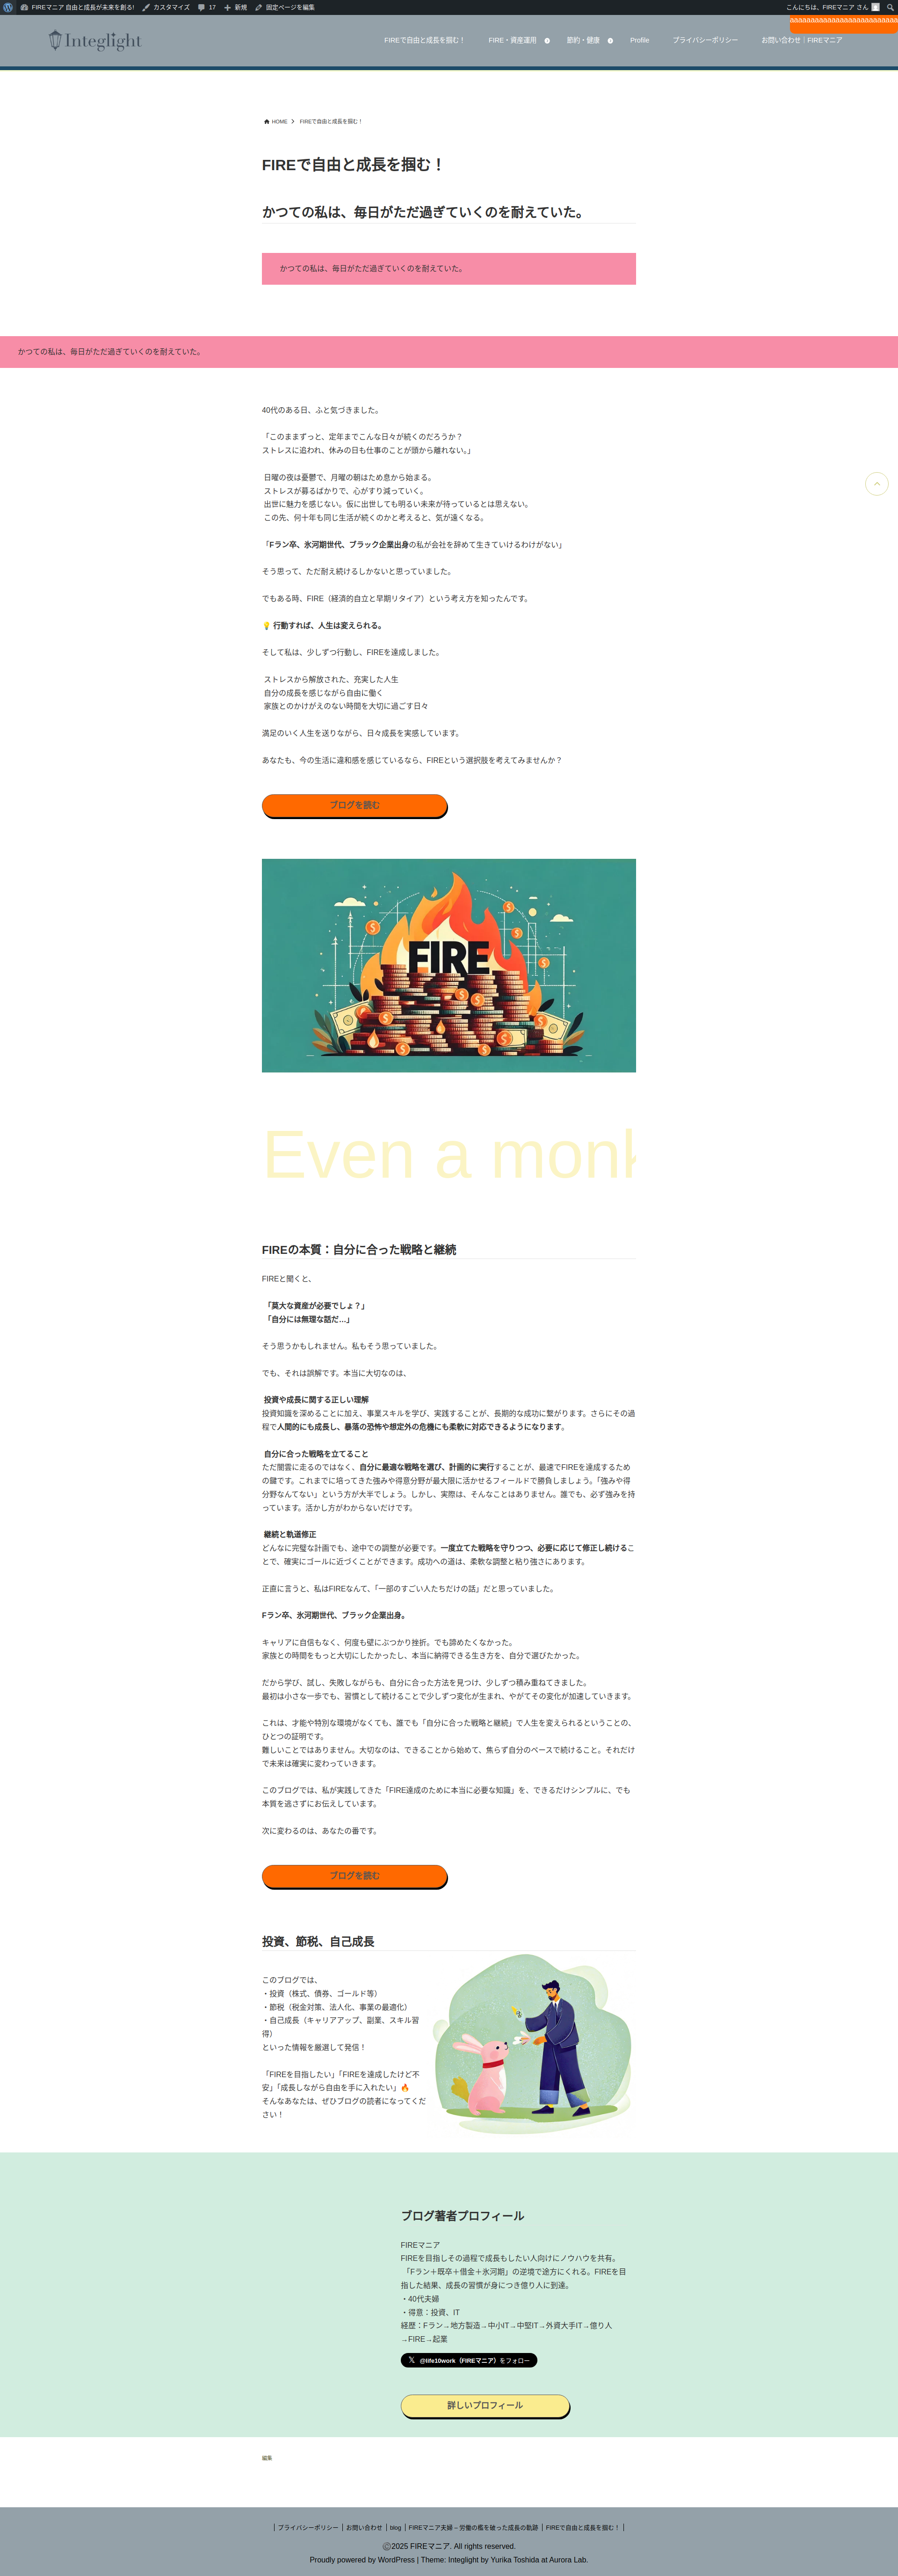 FIREマニア 自由と成長が未来を創る! カスタマイズ 17 新規 固定ページを編集 こんにちは、FIREマニア さん
Integlight
FIREで自由と成長を掴む！ FIRE・資産運用 節約・健康 Profile プライバシーポリシー お問い合わせ｜FIREマニア
HOME FIREで自由と成長を掴む！
FIREで自由と成長を掴む！
かつての私は、毎日がただ過ぎていくのを耐えていた。
かつての私は、毎日がただ過ぎていくのを耐えていた。
かつての私は、毎日がただ過ぎていくのを耐えていた。
40代のある日、ふと気づきました。
「このままずっと、定年までこんな日々が続くのだろうか？
ストレスに追われ、休みの日も仕事のことが頭から離れない。」
日曜の夜は憂鬱で、月曜の朝はため息から始まる。
ストレスが募るばかりで、心がすり減っていく。
出世に魅力を感じない。仮に出世しても明るい未来が待っているとは思えない。
この先、何十年も同じ生活が続くのかと考えると、気が遠くなる。
「Fラン卒、氷河期世代、ブラック企業出身の私が会社を辞めて生きていけるわけがない」
そう思って、ただ耐え続けるしかないと思っていました。
でもある時、FIRE（経済的自立と早期リタイア）という考え方を知ったんです。
💡 行動すれば、人生は変えられる。
そして私は、少しずつ行動し、FIREを達成しました。
ストレスから解放された、充実した人生
自分の成長を感じながら自由に働く
家族とのかけがえのない時間を大切に過ごす日々
満足のいく人生を送りながら、日々成長を実感しています。
あなたも、今の生活に違和感を感じているなら、FIREという選択肢を考えてみませんか？
ブログを読む
FIRE
Even a monk
FIREの本質：自分に合った戦略と継続
FIREと聞くと、
「莫大な資産が必要でしょ？」
「自分には無理な話だ…」
そう思うかもしれません。私もそう思っていました。
でも、それは誤解です。本当に大切なのは、
投資や成長に関する正しい理解
投資知識を深めることに加え、事業スキルを学び、実践することが、長期的な成功に繋がります。さらにその過
程で人間的にも成長し、暴落の恐怖や想定外の危機にも柔軟に対応できるようになります。
自分に合った戦略を立てること
ただ闇雲に走るのではなく、自分に最適な戦略を選び、計画的に実行することが、最速でFIREを達成するため
の鍵です。これまでに培ってきた強みや得意分野が最大限に活かせるフィールドで勝負しましょう。「強みや得
分野なんてない」という方が大半でしょう。しかし、実際は、そんなことはありません。誰でも、必ず強みを持
っています。活かし方がわからないだけです。
継続と軌道修正
どんなに完璧な計画でも、途中での調整が必要です。一度立てた戦略を守りつつ、必要に応じて修正し続けるこ
とで、確実にゴールに近づくことができます。成功への道は、柔軟な調整と粘り強さにあります。
正直に言うと、私はFIREなんて、「一部のすごい人たちだけの話」だと思っていました。
Fラン卒、氷河期世代、ブラック企業出身。
キャリアに自信もなく、何度も壁にぶつかり挫折。でも諦めたくなかった。
家族との時間をもっと大切にしたかったし、本当に納得できる生き方を、自分で選びたかった。
だから学び、試し、失敗しながらも、自分に合った方法を見つけ、少しずつ積み重ねてきました。
最初は小さな一歩でも、習慣として続けることで少しずつ変化が生まれ、やがてその変化が加速していきます。
これは、才能や特別な環境がなくても、誰でも「自分に合った戦略と継続」で人生を変えられるということの、
ひとつの証明です。
難しいことではありません。大切なのは、できることから始めて、焦らず自分のペースで続けること。それだけ
で未来は確実に変わっていきます。
このブログでは、私が実践してきた「FIRE達成のために本当に必要な知識」を、できるだけシンプルに、でも
本質を逃さずにお伝えしています。
次に変わるのは、あなたの番です。
ブログを読む
投資、節税、自己成長
このブログでは、
・投資（株式、債券、ゴールド等）
・節税（税金対策、法人化、事業の最適化）
・自己成長（キャリアアップ、副業、スキル習
得）
といった情報を厳選して発信！
「FIREを目指したい」「FIREを達成したけど不
安」「成長しながら自由を手に入れたい」🔥
そんなあなたは、ぜひブログの読者になってくだ
さい！
ブログ著者プロフィール
FIREマニア
FIREを目指しその過程で成長もしたい人向けにノウハウを共有。
「Fラン＋既卒＋借金＋氷河期」の逆境で途方にくれる。FIREを目
指した結果、成長の習慣が身につき億り人に到達。
・40代夫婦
・得意：投資、IT
経歴：Fラン→地方製造→中小IT→中堅IT→外資大手IT→億り人
→FIRE→起業
𝕏 @life10work（FIREマニア）をフォロー
詳しいプロフィール
編集
プライバシーポリシー お問い合わせ blog FIREマニア夫婦 – 労働の檻を破った成長の軌跡 FIREで自由と成長を掴む！
Ⓒ2025 FIREマニア. All rights reserved.
Proudly powered by WordPress | Theme: Integlight by Yurika Toshida at Aurora Lab.